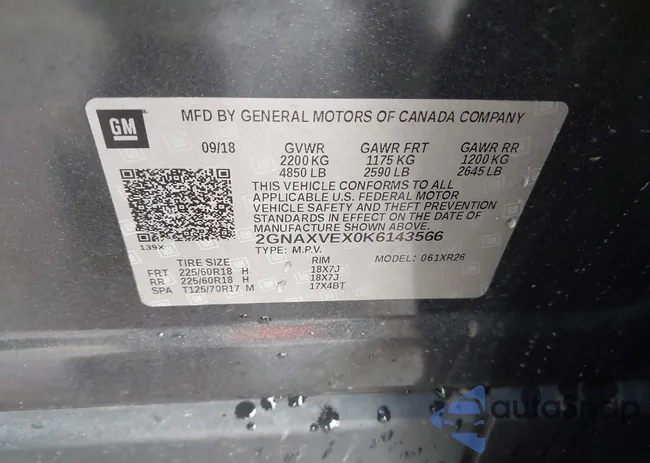 GM
MFD BY GENERAL MOTORS OF CANADA COMPANY
09/18 GVWR GAWR FRT GAWR RR
2200 KG 1175 KG 1200 KG
4850 LB 2590 LB 2645 LB
THIS VEHICLE CONFORMS TO ALL
APPLICABLE U.S. FEDERAL MOTOR
VEHICLE SAFETY AND THEFT PREVENTION
STANDARDS IN EFFECT ON THE DATE OF
MANUFACTURE SHOWN ABOVE.
2GNAXVEX0K6143566
139X TYPE: M.P.V. MODEL: 061XR26
TIRE SIZE RIM
FRT 225/60R18 H 18X7J
RR 225/60R18 H 18X7J
SPA T125/70R17 M 17X4BT
autoSnap